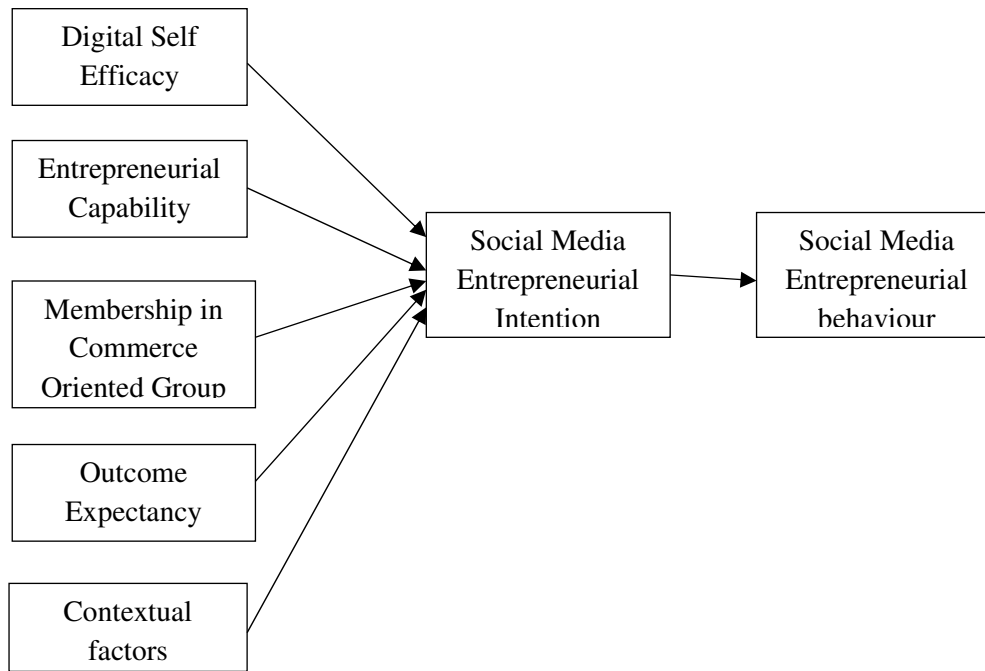 Digital Self
Efficacy
Entrepreneurial
Capability
Membership in
Commerce
Oriented Group
Outcome
Expectancy
Contextual
factors
Social Media
Entrepreneurial
Intention
Social Media
Entrepreneurial
behaviour